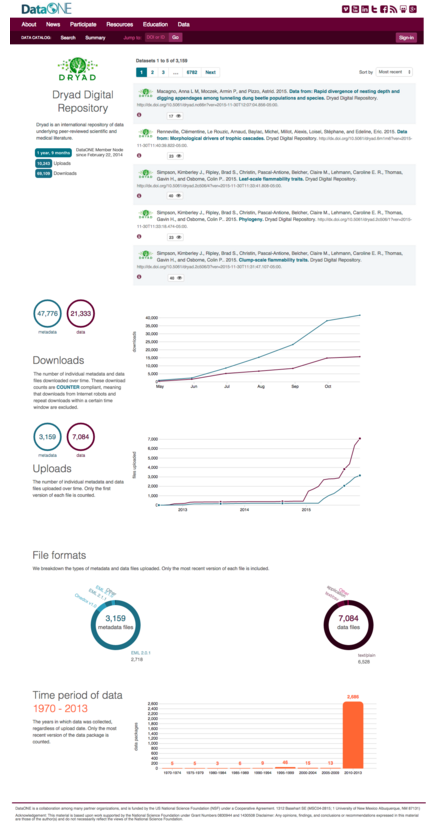 DataONE
About News Participate Resources Education Data
DATA CATALOG: Search Summary Jump to: DOI or ID Go Sign in
DRYAD
Dryad Digital
Repository
Dryad is an international repository of data
underlying peer-reviewed scientific and
medical literature.
1 year, 9 months DataONE Member Node
since February 02, 2014
10,243 Uploads
69,109 Downloads
Datasets 1 to 5 of 3,159
1 2 3 ... 0792 Next
Sort by Most recent
Macagno, Anna L M, Moczek, Armin P, and Pizzo, Astrid. 2015. Data from: Rapid divergence of nesting depth and
digging appendages among tunneling dung beetle populations and species. Dryad Digital Repository.
17
Renneville, Clémentine, Le Rouzic, Arnaud, Baylac, Michel, Millot, Alexis, Loisel, Stéphane, and Edeline, Eric. 2015. Data
from: Morphological drivers of trophic cascades. Dryad Digital Repository.
23
Simpson, Kimberley J., Ripley, Brad S., Christin, Pascal-Antoine, Belcher, Claire M., Lehmann, Caroline E. R., Thomas,
Gavin H., and Osborne, Colin P.. 2015. Leaf-scale flammability traits. Dryad Digital Repository.
Simpson, Kimberley J., Ripley, Brad S., Christin, Pascal-Antoine, Belcher, Claire M., Lehmann, Caroline E. R., Thomas,
Gavin H., and Osborne, Colin P.. 2015. Phylogeny. Dryad Digital Repository.
Simpson, Kimberley J., Ripley, Brad S., Christin, Pascal-Antoine, Belcher, Claire M., Lehmann, Caroline E. R., Thomas,
Gavin H., and Osborne, Colin P.. 2015. Clump-scale flammability traits. Dryad Digital Repository.
47,776 21,333
metadata data
Downloads
The number of individual metadata and
data files downloaded over time. These download
counts are COUNTER compliant, meaning
that downloads from Internet robots and
repeat downloads within a certain time
window are excluded.
downloads
40,000
35,000
30,000
25,000
20,000
15,000
10,000
5,000
0
May Jun Jul Aug Sep Oct
3,159 7,084
metadata data
Uploads
The number of individual metadata and data
files uploaded over time. Only the first
version of each file is counted.
files uploaded
7,000
6,000
5,000
4,000
3,000
2,000
1,000
0
2013 2014 2015
File formats
We breakdown the types of metadata and data files uploaded. Only the most recent version of each file is included.
3,159
metadata files
EML 2.1.1
2,718
7,084
data files
text/plain
6,528
Time period of data
1970 - 2013
The years in which data was collected,
regardless of upload date. Only the most
recent version of the data package is
counted.
data packages
2,600
2,400
2,200
2,000
1,800
1,600
1,400
1,200
1,000
800
600
400
200
0
2,686
1970-1974 1975-1979 1980-1984 1985-1989 1990-1994 1995-1999 2000-2004 2005-2009 2010-2013
DataONE is a collaboration among many partner organizations, and is funded by the US National Science Foundation (NSF) under a Cooperative Agreement.
Acknowledgement: This material is based upon work supported by the National Science Foundation under Grant Numbers 0830944 and 1430508 Disclaimer: Any opinions, findings, and conclusions or recommendations expressed in this material
are those of the author(s) and do not necessarily reflect the views of the National Science Foundation.